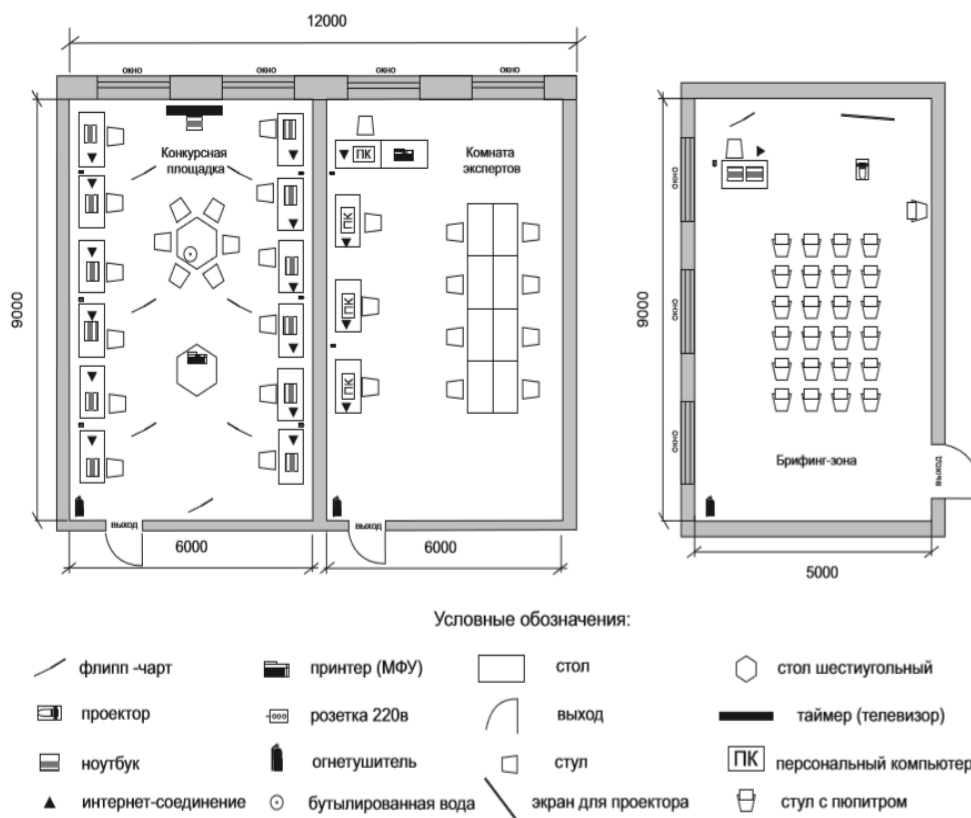 12000
окно
окно
окно
окно
Конкурсная
площадка
ПК
Комната
экспертов
ПК
ПК
ПК
9000
выход
выход
6000
6000
окно
окно
окно
9000
Брифинг-зона
выход
5000
Условные обозначения:
флипп -чарт
принтер (МФУ)
стол
стол шестиугольный
проектор
розетка 220в
выход
таймер (телевизор)
ноутбук
огнетушитель
стул
ПК
персональный компьютер
интернет-соединение
бутылированная вода
экран для проектора
стул с пюпитром